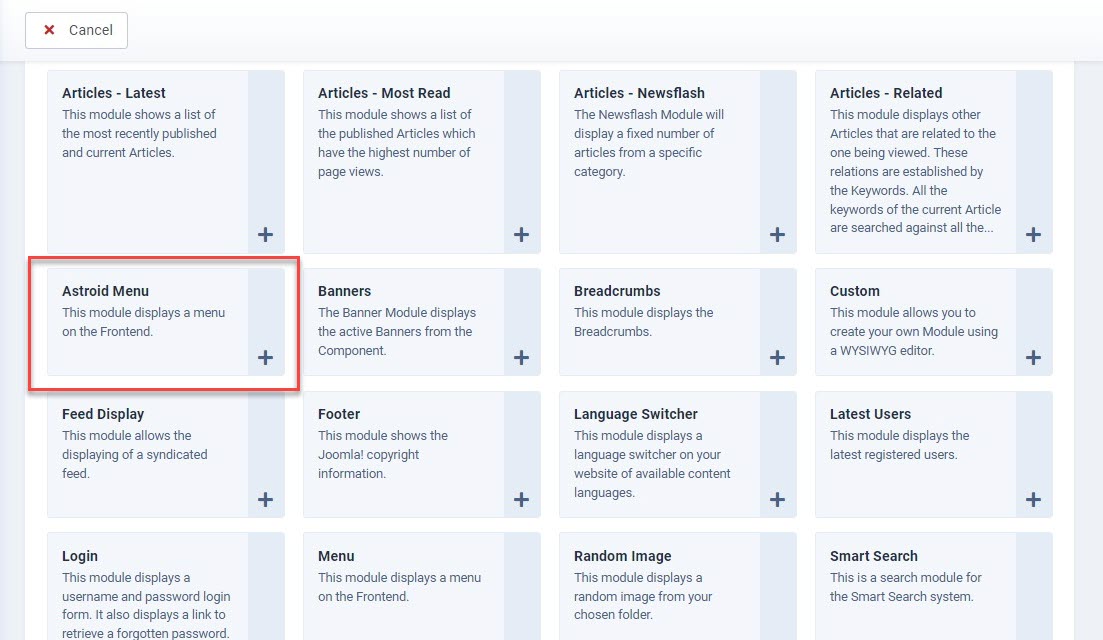 Cancel
Articles - Latest
This module shows a list of
the most recently published
and current Articles.
Articles - Most Read
This module shows a list of
the published Articles which
have the highest number of
page views.
Articles - Newsflash
The Newsflash Module will
display a fixed number of
articles from a specific
category.
Articles - Related
This module displays other
Articles that are related to the
one being viewed. These
relations are established by
the Keywords. All the
keywords of the current Article
are searched against all the...
Astroid Menu
This module displays a menu
on the Frontend.
Banners
The Banner Module displays
the active Banners from the
Component.
Breadcrumbs
This module displays the
Breadcrumbs.
Custom
This module allows you to
create your own Module using
a WYSIWYG editor.
Feed Display
This module allows the
displaying of a syndicated
feed.
Footer
This module shows the
Joomla! copyright
information.
Language Switcher
This module displays a
language switcher on your
website of available content
languages.
Latest Users
This module displays the
latest registered users.
Login
This module displays a
username and password login
form. It also displays a link to
retrieve a forgotten password.
Menu
This module displays a menu
on the Frontend.
Random Image
This module displays a
random image from your
chosen folder.
Smart Search
This is a search module for
the Smart Search system.